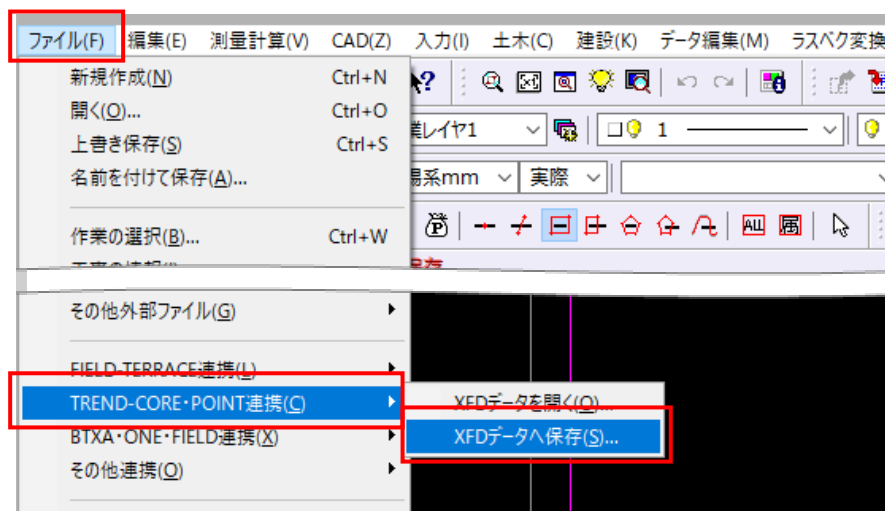 ファイル(F) 編集(E) 測量計算(V) CAD(Z) 入力(I) 土木(C) 建設(K) データ編集(M) ラスベク変換
新規作成(N) Ctrl+N
開く(O)... Ctrl+O
上書き保存(S) Ctrl+S
業レイヤ1 1
名前を付けて保存(A)...
場系mm 実際
作業の選択(B)... Ctrl+W
ALL 属
その他外部ファイル(G)
FIELD-TERRACE連携(L)
TREND-CORE・POINT連携(C)
XFDデータを開く(O)...
BTXA・ONE・FIELD連携(X)
XFDデータへ保存(S)...
その他連携(O)